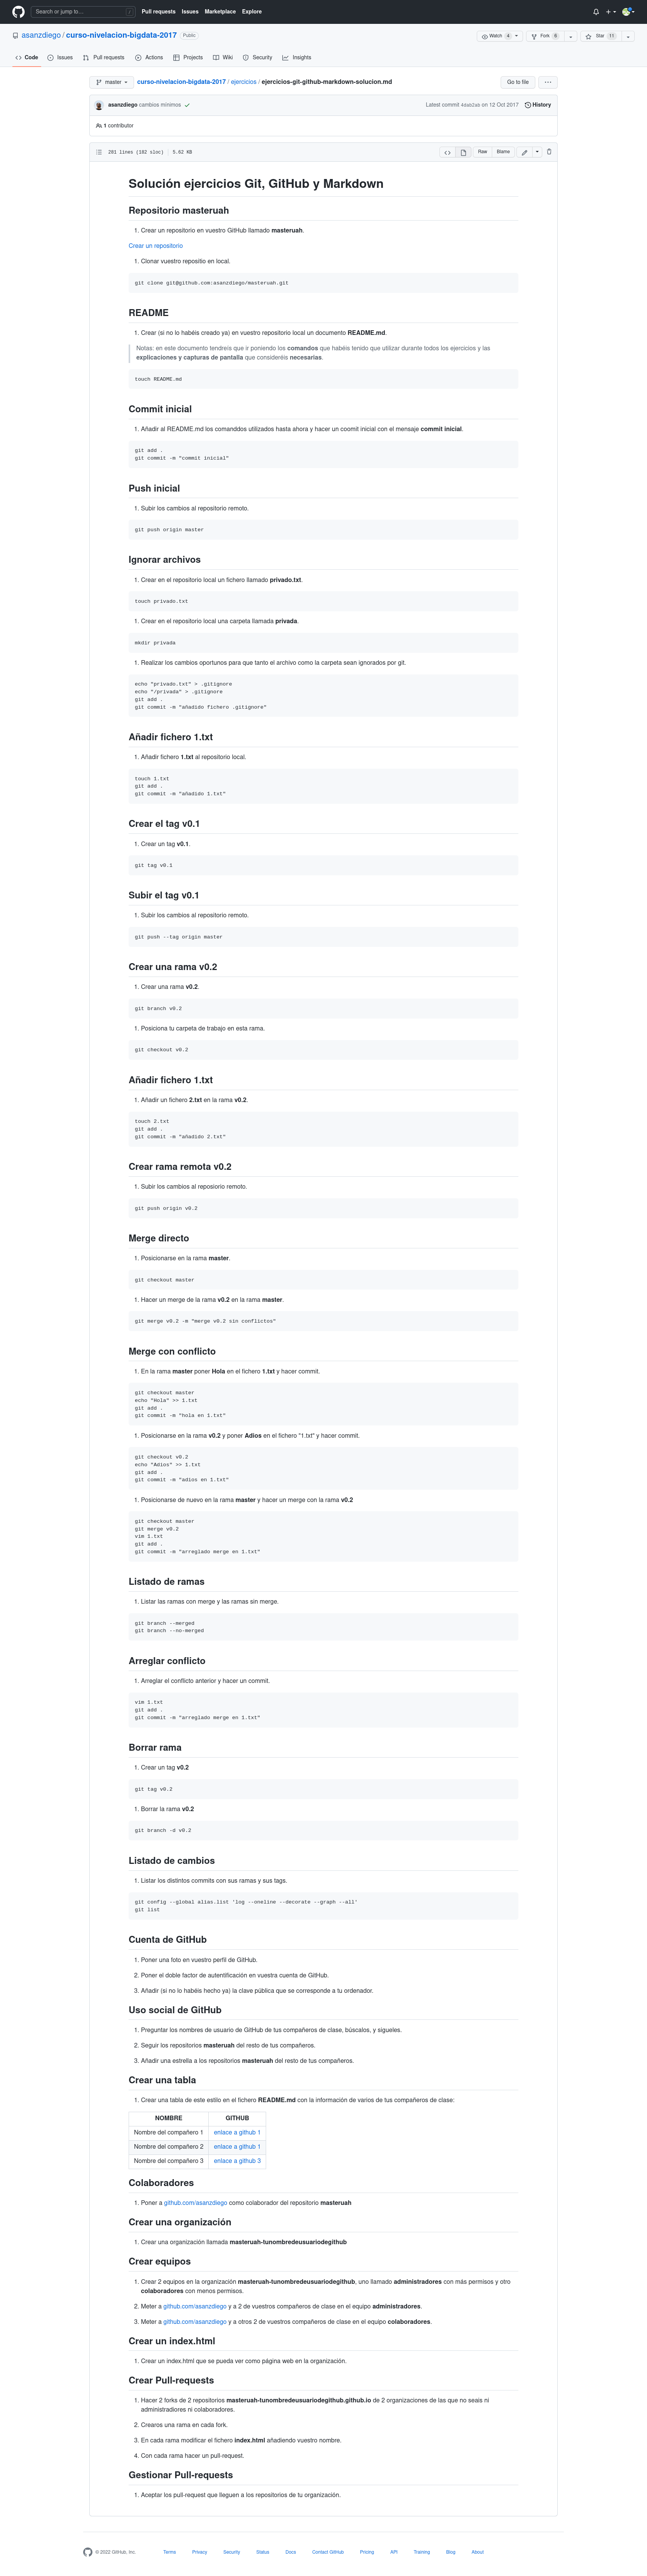 Search or jump to... /
Pull requests Issues Marketplace Explore
asanzdiego / curso-nivelacion-bigdata-2017 Public
Watch 4 Fork 6 Star 11
Code Issues Pull requests Actions Projects Wiki Security Insights
master curso-nivelacion-bigdata-2017 / ejercicios / ejercicios-git-github-markdown-solucion.md Go to file ...
asanzdiego cambios mínimos Latest commit on 12 Oct 2017 History
1 contributor
281 lines (182 sloc) 5.62 KB Raw Blame
Solución ejercicios Git, GitHub y Markdown
Repositorio masteruah
1. Crear un repositorio en vuestro GitHub llamado masteruah.
Crear un repositorio
1. Clonar vuestro repositio en local.
git clone git@github.com:asanzdiego/masteruah.git
README
1. Crear (si no lo habéis creado ya) en vuestro repositorio local un documento README.md.
Notas: en este documento tendreís que ir poniendo los comandos que habéis tenido que utilizar durante todos los ejercicios y las
explicaciones y capturas de pantalla que consideréis necesarias.
touch README.md
Commit inicial
1. Añadir al README.md los comanddos utilizados hasta ahora y hacer un coomit inicial con el mensaje commit inicial.
git add .
git commit -m "commit inicial"
Push inicial
1. Subir los cambios al repositorio remoto.
git push origin master
Ignorar archivos
1. Crear en el repositorio local un fichero llamado privado.txt.
touch privado.txt
1. Crear en el repositorio local una carpeta llamada privada.
mkdir privada
1. Realizar los cambios oportunos para que tanto el archivo como la carpeta sean ignorados por git.
echo "privado.txt" > .gitignore
echo "/privada" > .gitignore
git add .
git commit -m "añadido fichero .gitignore"
Añadir fichero 1.txt
1. Añadir fichero 1.txt al repositorio local.
touch 1.txt
git add .
git commit -m "añadido 1.txt"
Crear el tag v0.1
1. Crear un tag v0.1.
git tag v0.1
Subir el tag v0.1
1. Subir los cambios al repositorio remoto.
git push --tag origin master
Crear una rama v0.2
1. Crear una rama v0.2.
git branch v0.2
1. Posiciona tu carpeta de trabajo en esta rama.
git checkout v0.2
Añadir fichero 1.txt
1. Añadir un fichero 2.txt en la rama v0.2.
touch 2.txt
git add .
git commit -m "añadido 2.txt"
Crear rama remota v0.2
1. Subir los cambios al reposiorio remoto.
git push origin v0.2
Merge directo
1. Posicionarse en la rama master.
git checkout master
1. Hacer un merge de la rama v0.2 en la rama master.
git merge v0.2 -m "merge v0.2 sin conflictos"
Merge con conflicto
1. En la rama master poner Hola en el fichero 1.txt y hacer commit.
git checkout master
echo "Hola" >> 1.txt
git add .
git commit -m "hola en 1.txt"
1. Posicionarse en la rama v0.2 y poner Adios en el fichero "1.txt" y hacer commit.
git checkout v0.2
echo "Adios" >> 1.txt
git add .
git commit -m "adios en 1.txt"
1. Posicionarse de nuevo en la rama master y hacer un merge con la rama v0.2
git checkout master
git merge v0.2
vim 1.txt
git add .
git commit -m "arreglado merge en 1.txt"
Listado de ramas
1. Listar las ramas con merge y las ramas sin merge.
git branch --merged
git branch --no-merged
Arreglar conflicto
1. Arreglar el conflicto anterior y hacer un commit.
vim 1.txt
git add .
git commit -m "arreglado merge en 1.txt"
Borrar rama
1. Crear un tag v0.2
git tag v0.2
1. Borrar la rama v0.2
git branch -d v0.2
Listado de cambios
1. Listar los distintos commits con sus ramas y sus tags.
git config --global alias.list 'log --oneline --decorate --graph --all'
git list
Cuenta de GitHub
1. Poner una foto en vuestro perfil de GitHub.
2. Poner el doble factor de autentificación en vuestra cuenta de GitHub.
3. Añadir (si no lo habéis hecho ya) la clave pública que se corresponde a tu ordenador.
Uso social de GitHub
1. Preguntar los nombres de usuario de GitHub de tus compañeros de clase, búscalos, y sigueles.
2. Seguir los repositorios masteruah del resto de tus compañeros.
3. Añadir una estrella a los repositorios masteruah del resto de tus compañeros.
Crear una tabla
1. Crear una tabla de este estilo en el fichero README.md con la información de varios de tus compañeros de clase:
NOMBRE GITHUB
Nombre del compañero 1 enlace a github 1
Nombre del compañero 2 enlace a github 1
Nombre del compañero 3 enlace a github 3
Colaboradores
1. Poner a github.com/asanzdiego como colaborador del repositorio masteruah
Crear una organización
1. Crear una organización llamada masteruah-tunombredeusuariodegithub
Crear equipos
1. Crear 2 equipos en la organización masteruah-tunombredeusuariodegithub, uno llamado administradores con más permisos y otro
colaboradores con menos permisos.
2. Meter a github.com/asanzdiego y a 2 de vuestros compañeros de clase en el equipo administradores.
3. Meter a github.com/asanzdiego y a otros 2 de vuestros compañeros de clase en el equipo colaboradores.
Crear un index.html
1. Crear un index.html que se pueda ver como página web en la organización.
Crear Pull-requests
1. Hacer 2 forks de 2 repositorios masteruah-tunombredeusuariodegithub.github.io de 2 organizaciones de las que no seais ni
administradiores ni colaboradores.
2. Crearos una rama en cada fork.
3. En cada rama modificar el fichero index.html añadiendo vuestro nombre.
4. Con cada rama hacer un pull-request.
Gestionar Pull-requests
1. Aceptar los pull-request que lleguen a los repositorios de tu organización.
© 2022 GitHub, Inc. Terms Privacy Security Status Docs Contact GitHub Pricing API Training Blog About